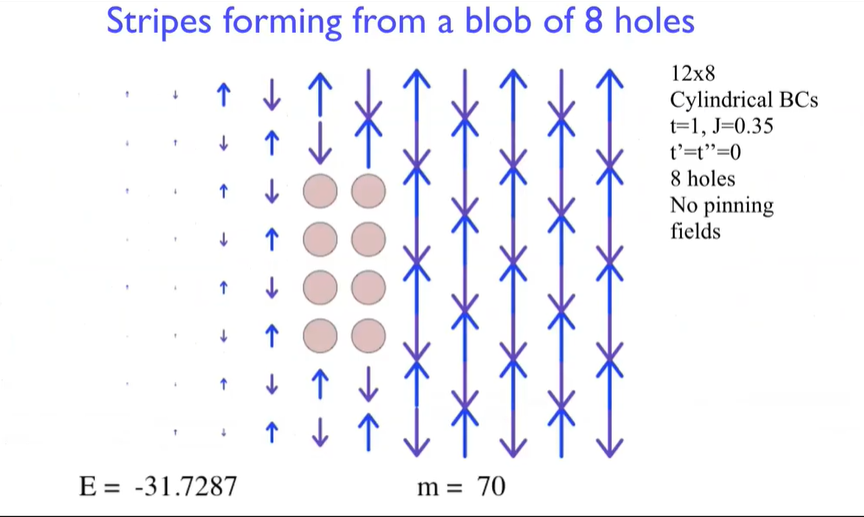 Stripes forming from a blob of 8 holes
12x8
Cylindrical BCs
t=1, J=0.35
t'=t''=0
8 holes
No pinning
fields
E = -31.7287
m = 70